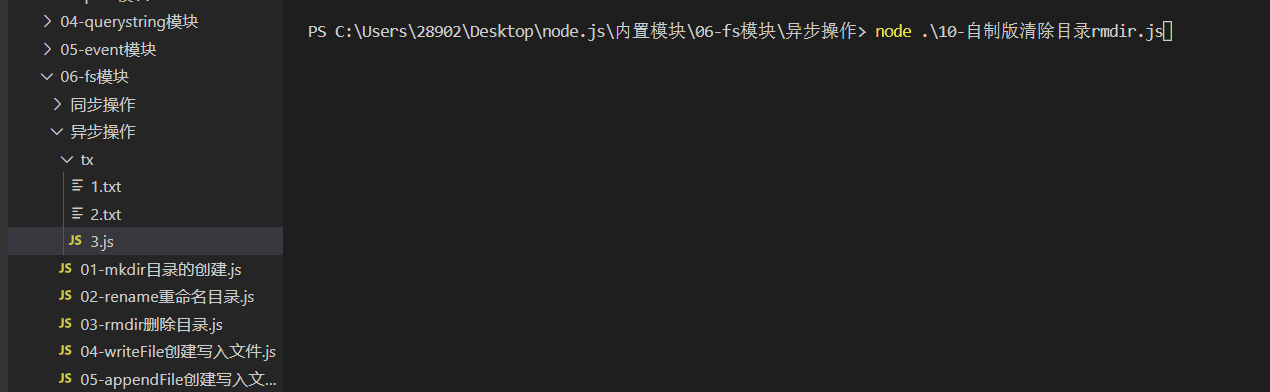 04-querystring模块
05-event模块
06-fs模块
同步操作
异步操作
tx
1.txt
2.txt
JS 3.js
JS 01-mkdir目录的创建.js
JS 02-rename重命名目录.js
JS 03-rmdir删除目录.js
JS 04-writeFile创建写入文件.js
JS 05-appendFile创建写入文...
PS C:\Users\28902\Desktop\node.js\内置模块\06-fs模块\异步操作> node .\10-自制版清除目录rmdir.js